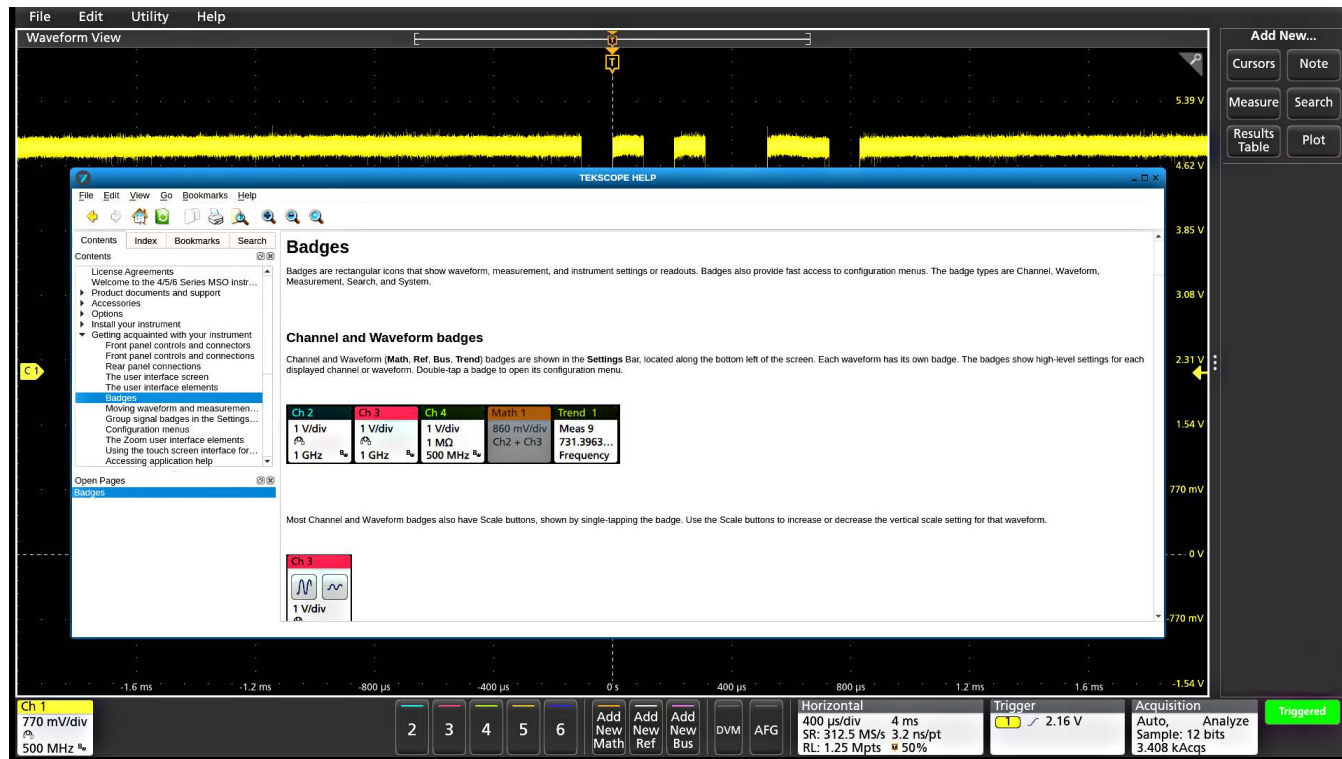 File Edit Utility Help
Waveform View
Add New...
Cursors Note
Measure Search
Results Table Plot
T
T
5.39 V
4.62 V
3.85 V
3.08 V
2.31 V
1.54 V
770 mV
0 V
-770 mV
-1.54 V
C 1
TEKSCOPE HELP
File Edit View Go Bookmarks Help
Contents Index Bookmarks Search
Contents
License Agreements
Welcome to the 4/5/6 Series MSO instr...
Product documents and support
Accessories
Options
Install your instrument
Getting acquainted with your instrument
Front panel controls and connectors
Front panel controls and connections
Rear panel connections
The user interface screen
The user interface elements
Badges
Moving waveform and measuremen...
Group signal badges in the Settings...
Configuration menus
The Zoom user interface elements
Using the touch screen interface for...
Accessing application help
Open Pages
Badges
Badges
Badges are rectangular icons that show waveform, measurement, and instrument settings or readouts. Badges also provide fast access to configuration menus. The badge types are Channel, Waveform,
Measurement, Search, and System.
Channel and Waveform badges
Channel and Waveform (Math, Ref, Bus, Trend) badges are shown in the Settings Bar, located along the bottom left of the screen. Each waveform has its own badge. The badges show high-level settings for each
displayed channel or waveform. Double-tap a badge to open its configuration menu.
Ch 2 Ch 3 Ch 4 Math 1 Trend 1
1 V/div 1 V/div 1 V/div 860 mV/div Meas 9
1 MΩ Ch2 + Ch3 731.3963...
1 GHz Bw 1 GHz Bw 500 MHz Bw Frequency
Most Channel and Waveform badges also have Scale buttons, shown by single-tapping the badge. Use the Scale buttons to increase or decrease the vertical scale setting for that waveform.
Ch 3
1 V/div
-1.6 ms -1.2 ms -800 µs -400 µs 0 s 400 µs 800 µs 1.2 ms 1.6 ms
Ch 1
770 mV/div
500 MHz Bw
2 3 4 5 6
Add New Math
Add New Ref
Add New Bus
DVM
AFG
Horizontal
400 µs/div 4 ms
SR: 312.5 MS/s 3.2 ns/pt
RL: 1.25 Mpts 50%
Trigger
1 2.16 V
Acquisition
Auto, Analyze
Sample: 12 bits
3.408 kAcqs
Triggered